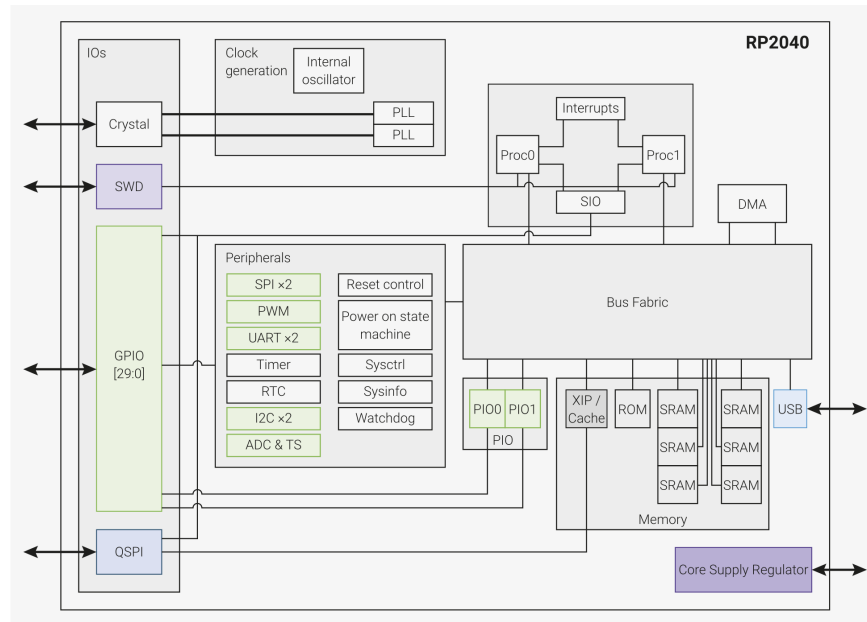 RP2040
IOs
Clock
generation
Internal
oscillator
PLL
PLL
Crystal
Interrupts
Proc0
Proc1
SIO
SWD
DMA
Peripherals
SPI ×2
PWM
UART ×2
Timer
RTC
I2C ×2
ADC & TS
Reset control
Power on state
machine
Sysctrl
Sysinfo
Watchdog
Bus Fabric
GPIO
[29:0]
PIO0
PIO1
PIO
XIP /
Cache
ROM
SRAM
SRAM
SRAM
SRAM
SRAM
SRAM
Memory
USB
QSPI
Core Supply Regulator